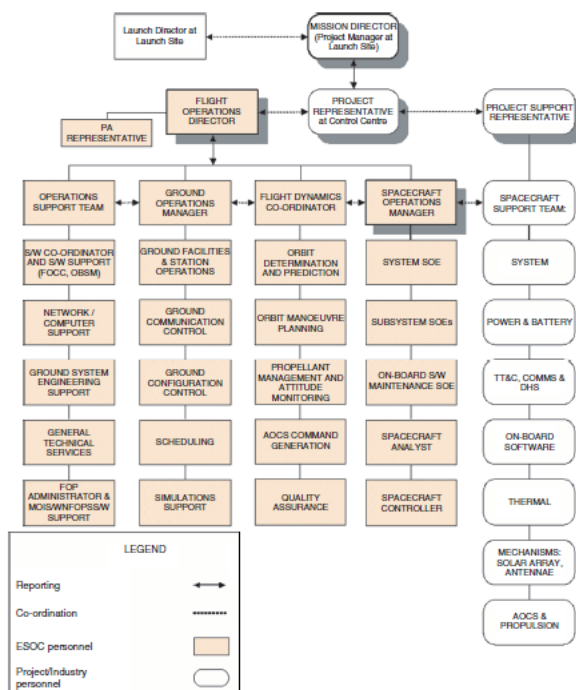 Launch Director at
Launch Site
MISSION DIRECTOR
(Project Manager at
Launch Site)
FLIGHT
OPERATIONS
DIRECTOR
PROJECT
REPRESENTATIVE
at Control Centre
PROJECT SUPPORT
REPRESENTATIVE
PA
REPRESENTATIVE
OPERATIONS
SUPPORT TEAM
GROUND
OPERATIONS
MANAGER
FLIGHT DYNAMICS
CO-ORDINATOR
SPACECRAFT
OPERATIONS
MANAGER
SPACECRAFT
SUPPORT TEAM:
S/W CO-ORDINATOR
AND S/W SUPPORT
(FOCC, OBSM)
GROUND FACILITIES
& STATION
OPERATIONS
ORBIT
DETERMINATION
AND PREDICTION
SYSTEM SOE
SYSTEM
NETWORK /
COMPUTER
SUPPORT
GROUND
COMMUNICATION
CONTROL
ORBIT MANOEUVRE
PLANNING
SUBSYSTEM SOEs
POWER & BATTERY
GROUND SYSTEM
ENGINEERING
SUPPORT
GROUND
CONFIGURATION
CONTROL
PROPELLANT
MANAGEMENT AND
ATTITUDE
MONITORING
ON-BOARD S/W
MAINTENANCE SOE
TT&C, COMMS &
DHS
GENERAL
TECHNICAL
SERVICES
SCHEDULING
AOCS COMMAND
GENERATION
SPACECRAFT
ANALYST
ON-BOARD
SOFTWARE
FOP
ADMINISTRATOR &
MOIS/WNFOPSS/W
SUPPORT
SIMULATIONS
SUPPORT
QUALITY
ASSURANCE
SPACECRAFT
CONTROLLER
THERMAL
MECHANISMS:
SOLAR ARRAY,
ANTENNAE
AOCS &
PROPULSION
LEGEND
Reporting
Co-ordination
ESOC personnel
Project/Industry
personnel